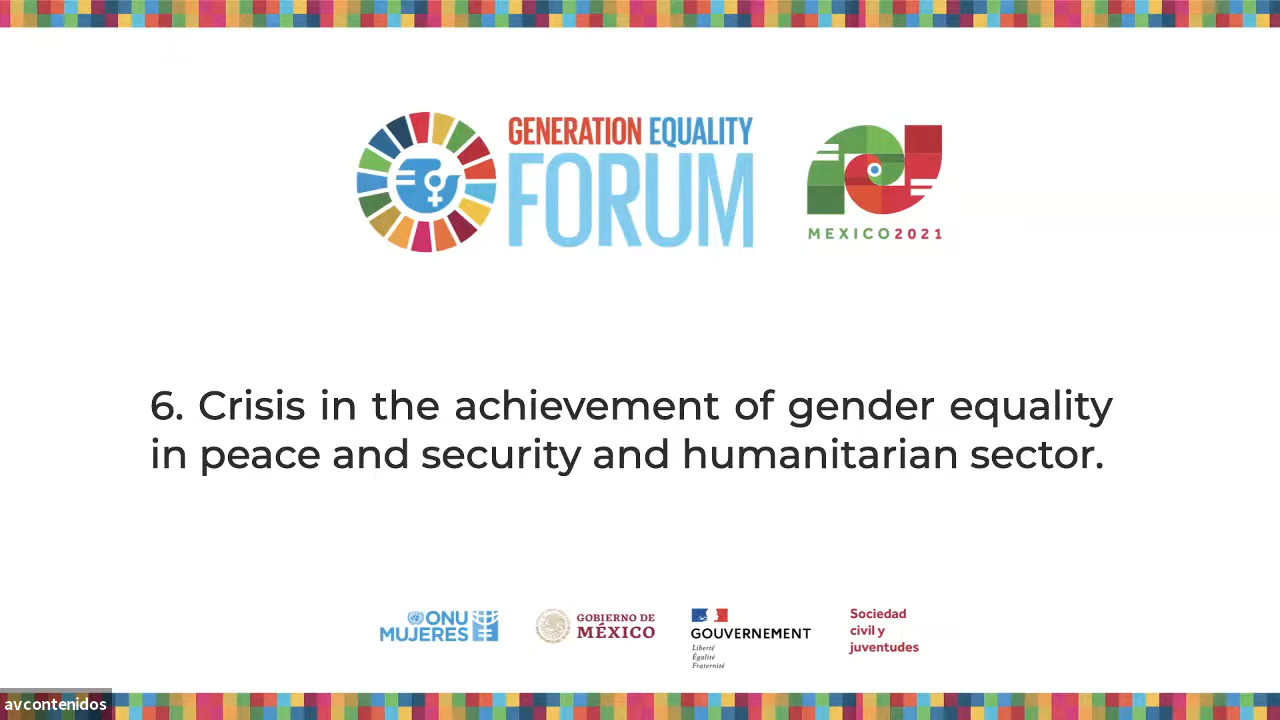 GENERATION EQUALITY
FORUM
MEXICO2021
6. Crisis in the achievement of gender equality
in peace and security and humanitarian sector.
ONU
MUJERES
GOBIERNO DE
MÉXICO
GOUVERNEMENT
Liberté
Égalité
Fraternité
Sociedad
civil y
juventudes
avcontenidos